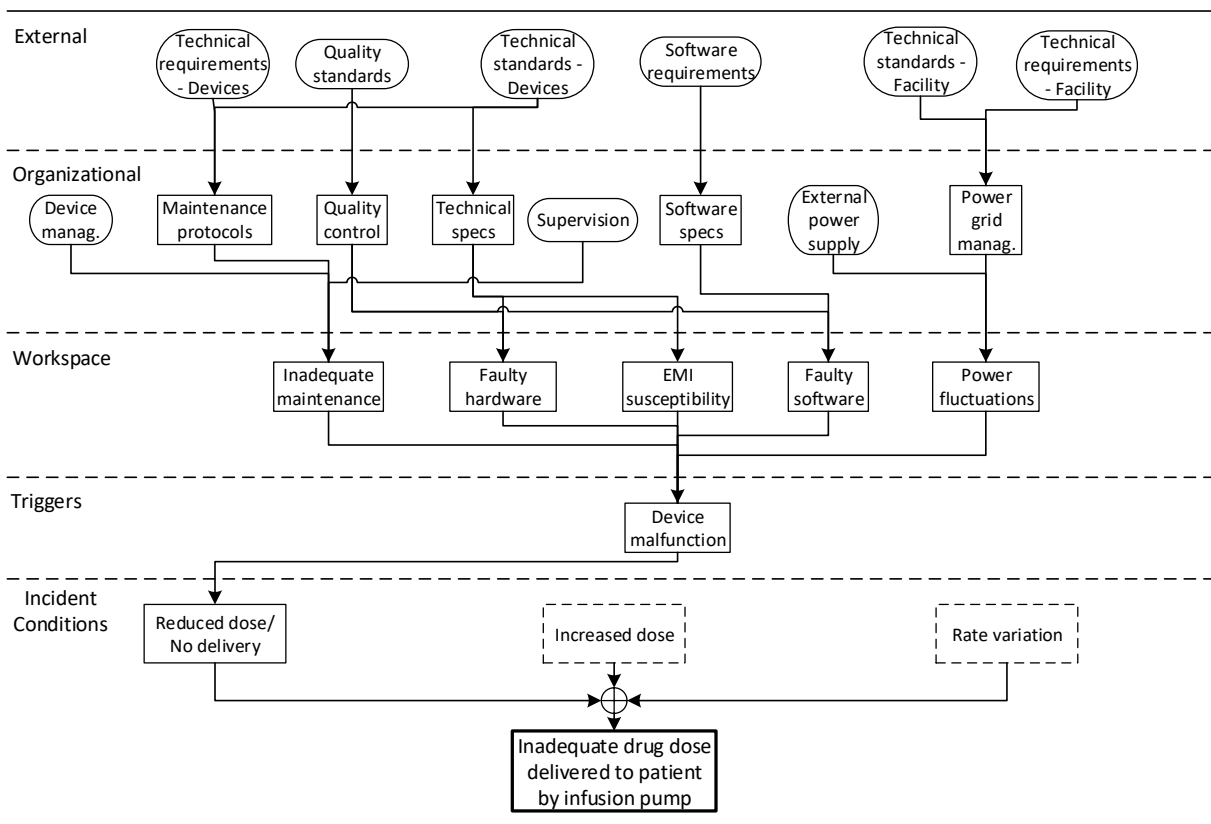 External
Technical
requirements
- Devices
Quality
standards
Technical
standards -
Devices
Software
requirements
Technical
standards -
Facility
Technical
requirements
- Facility
Organizational
Device
manag.
Maintenance
protocols
Quality
control
Technical
specs
Supervision
Software
specs
External
power
supply
Power
grid
manag.
Workspace
Inadequate
maintenance
Faulty
hardware
EMI
susceptibility
Faulty
software
Power
fluctuations
Triggers
Device
malfunction
Incident
Conditions
Reduced dose/
No delivery
Increased dose
Rate variation
Inadequate drug dose
delivered to patient
by infusion pump